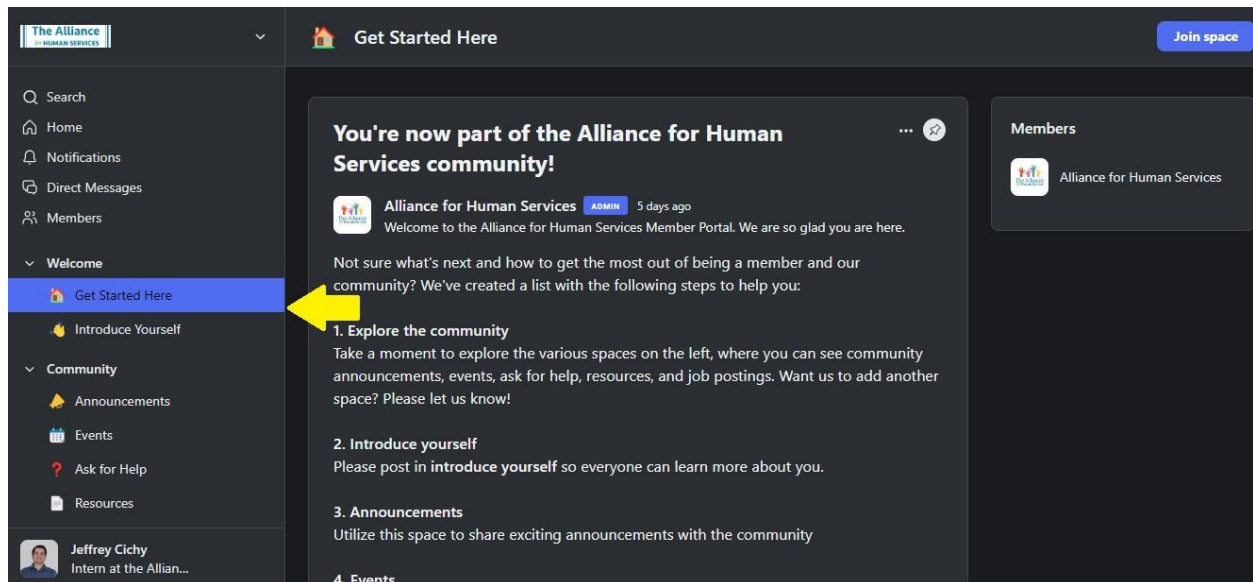 The Alliance
for HUMAN SERVICES
Get Started Here
Join space
Search
Home
Notifications
Direct Messages
Members
Welcome
Get Started Here
Introduce Yourself
Community
Announcements
Events
Ask for Help
Resources
Jeffrey Cichy
Intern at the Allian...
You're now part of the Alliance for Human
Services community!
Alliance for Human Services ADMIN 5 days ago
Welcome to the Alliance for Human Services Member Portal. We are so glad you are here.
Not sure what's next and how to get the most out of being a member and our
community? We've created a list with the following steps to help you:
1. Explore the community
Take a moment to explore the various spaces on the left, where you can see community
announcements, events, ask for help, resources, and job postings. Want us to add another
space? Please let us know!
2. Introduce yourself
Please post in introduce yourself so everyone can learn more about you.
3. Announcements
Utilize this space to share exciting announcements with the community
4. Events
Members
Alliance for Human Services